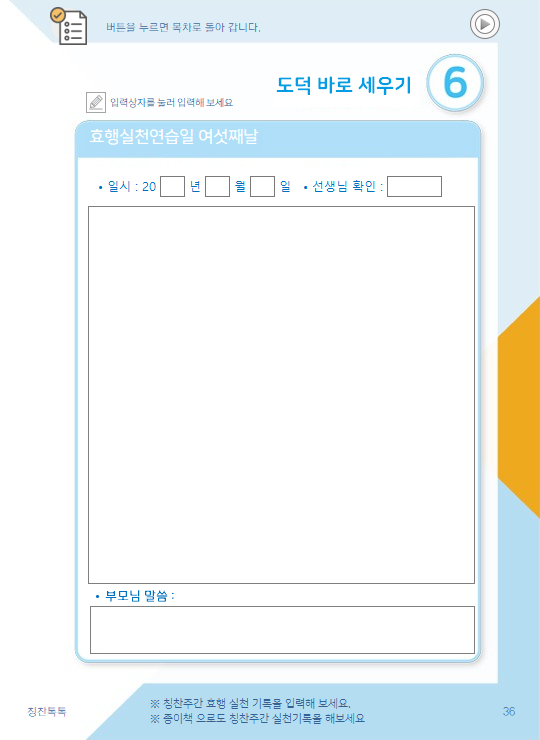 버튼을 누르면 목차로 돌아 갑니다.
도덕 바로 세우기
6
입력상자를 눌러 입력해 보세요
효행실천연습일 여섯째날
• 일시 : 20 년 월 일 • 선생님 확인 :
• 부모님 말씀 :
※ 칭찬주간 효행 실천 기록을 입력해 보세요.
※ 종이책 으로도 칭찬주간 실천기록을 해보세요
칭찬톡톡
36